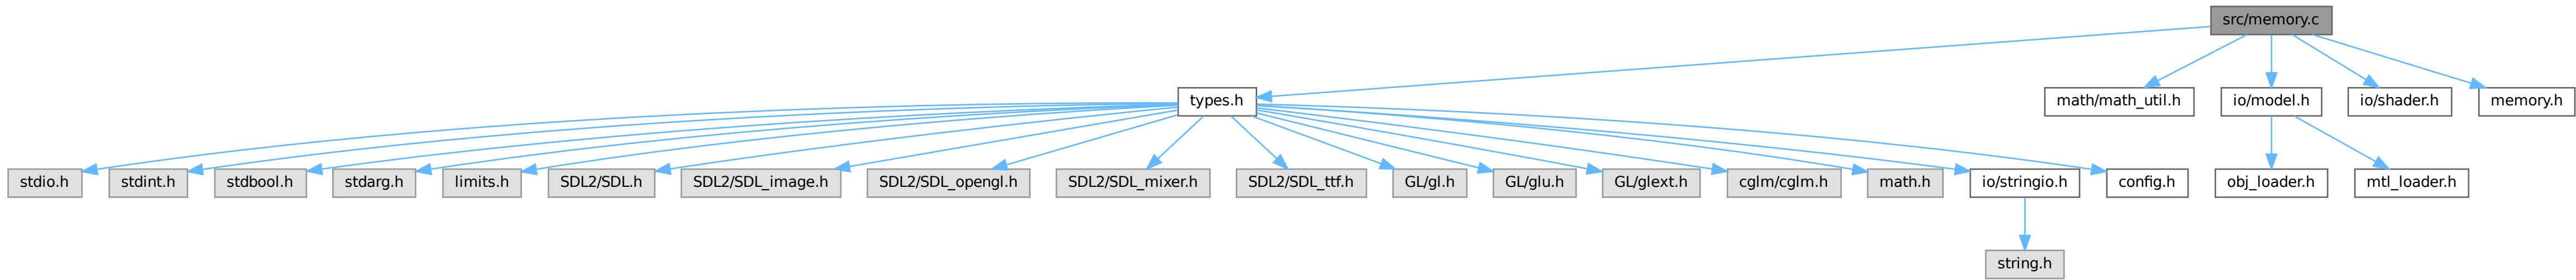 src/memory.c
types.h
math/math_util.h
io/model.h
io/shader.h
memory.h
stdio.h
stdint.h
stdbool.h
stdarg.h
limits.h
SDL2/SDL.h
SDL2/SDL_image.h
SDL2/SDL_opengl.h
SDL2/SDL_mixer.h
SDL2/SDL_ttf.h
GL/gl.h
GL/glu.h
GL/glext.h
cglm/cglm.h
math.h
io/stringio.h
config.h
obj_loader.h
mtl_loader.h
string.h